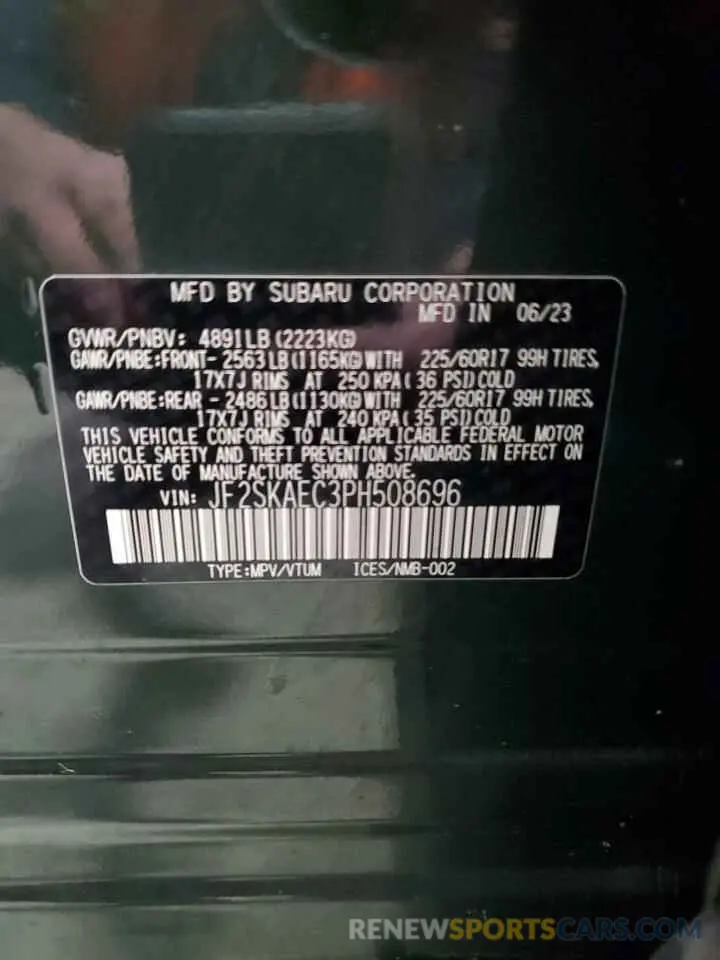 MFD BY SUBARU CORPORATION
MFD IN 06/23
GVWR/PNBV: 4891LB(2223KG)
GAWR/PNBE:FRONT- 2563LB(1165KG)WITH 225/60R17 99H TIRES,
17X7J RIMS AT 250 KPA( 36 PSI)COLD
GAWR/PNBE:REAR - 2486LB(1130KG)WITH 225/60R17 99H TIRES,
17X7J RIMS AT 240 KPA( 35 PSI)COLD
THIS VEHICLE CONFORMS TO ALL APPLICABLE FEDERAL MOTOR
VEHICLE SAFETY AND THEFT PREVENTION STANDARDS IN EFFECT ON
THE DATE OF MANUFACTURE SHOWN ABOVE.
VIN: JF2SKAEC3PH508696
TYPE:MPV/VTUM ICES/NMB-002
RENEWSPORTSCARS.COM